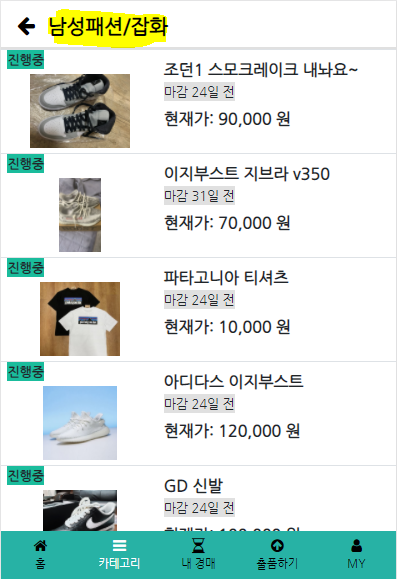 남성패션/잡화
진행중
조던1 스모크레이크 내놔요~
마감 24일 전
현재가: 90,000 원
진행중
이지부스트 지브라 v350
마감 31일 전
현재가: 70,000 원
진행중
파타고니아 티셔츠
마감 24일 전
현재가: 10,000 원
진행중
아디다스 이지부스트
마감 24일 전
현재가: 120,000 원
진행중
GD 신발
마감 24일 전
홈
카테고리
내 경매
출품하기
MY